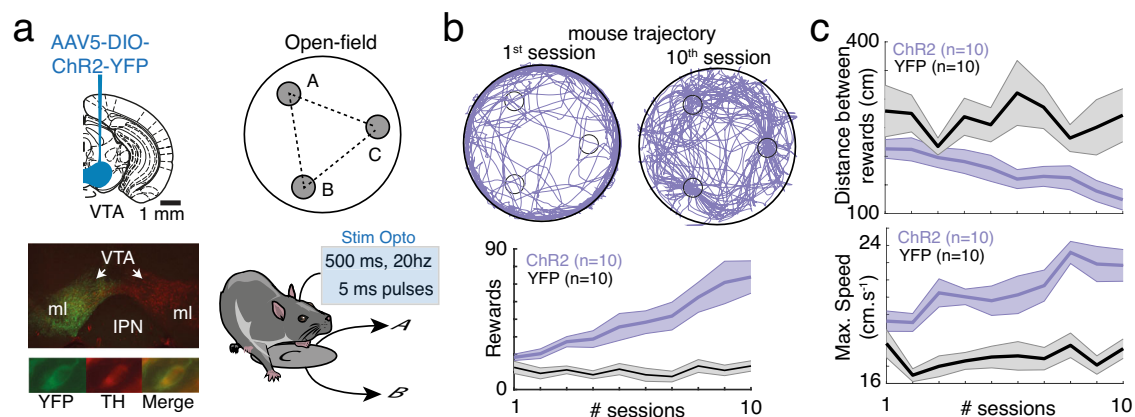 a
AAV5-DIO-
ChR2-YFP
VTA
1 mm
Open-field
A
B
C
VTA
ml
ml
IPN
YFP
TH
Merge
Stim Opto
500 ms, 20hz
5 ms pulses
A
B
b
mouse trajectory
1st session
10th session
90
ChR2 (n=10)
YFP (n=10)
Rewards
0
1
# sessions
10
c
400
ChR2 (n=10)
YFP (n=10)
Distance between
rewards (cm)
100
24
ChR2 (n=10)
YFP (n=10)
Max. Speed
(cm.s-1)
16
1
# sessions
10